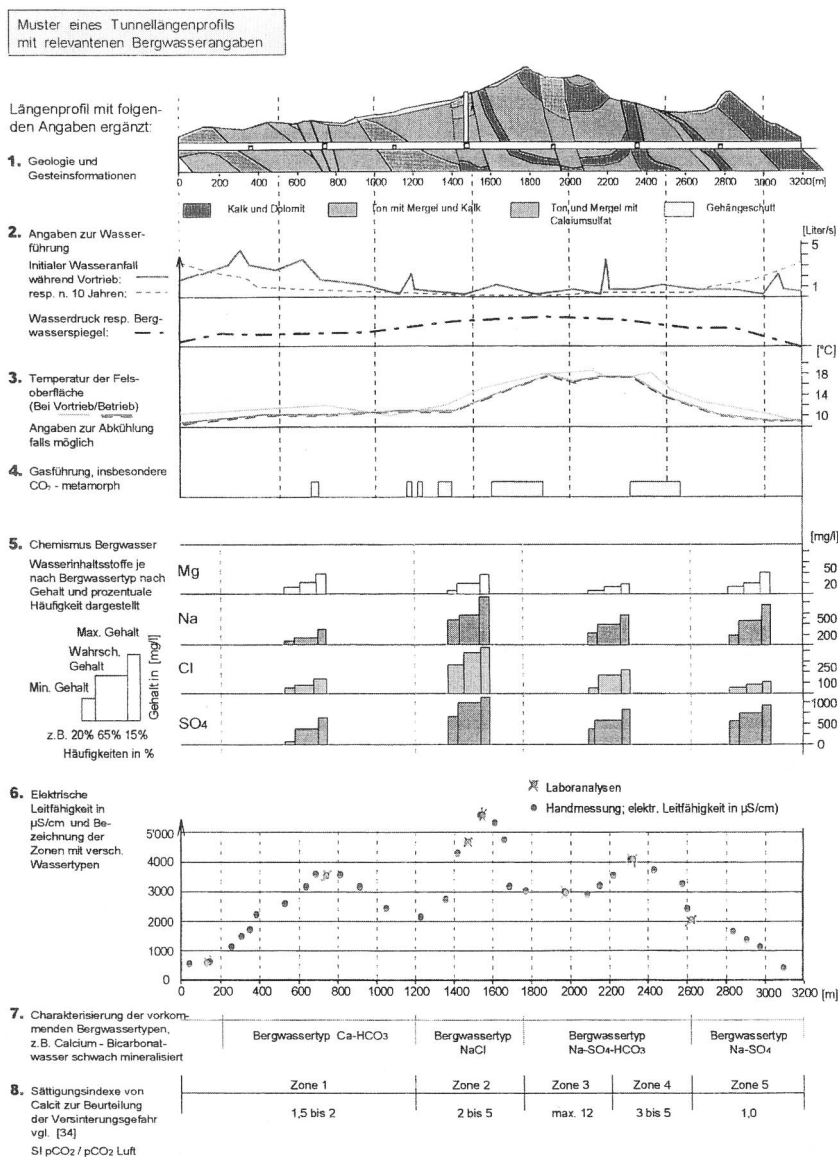 Muster eines Tunnellängenprofils
mit relevantenen Bergwasserangaben
Längenprofil mit folgen-
den Angaben ergänzt:
1. Geologie und
Gesteinsformationen
0 200 400 600 800 1000 1200 1400 1600 1800 2000 2200 2400 2600 2800 3000 3200 [m]
Kalk und Dolomit
Ton mit Mergel und Kalk
Ton und Mergel mit
Calciumsulfat
Gehängeschutt
2. Angaben zur Wasser-
führung
Initialer Wasseranfall
während Vortrieb:
resp. n. 10 Jahren:
[Liter/s]
5
1
Wasserdruck resp. Berg-
wasserspiegel:
[°C]
18
14
10
3. Temperatur der Fels-
oberfläche
(Bei Vortrieb/Betrieb)
Angaben zur Abkühlung
falls möglich
4. Gasführung, insbesondere
CO₂ - metamorph
5. Chemismus Bergwasser
Wasserinhaltsstoffe je
nach Bergwassertyp nach
Gehalt und prozentuale
Häufigkeit dargestellt
Max. Gehalt
Wahrsch.
Gehalt
Min. Gehalt
Gehalt in [mg/l]
z.B. 20% 65% 15%
Häufigkeiten in %
[mg/l]
Mg
50
20
Na
500
200
Cl
250
100
SO₄
1000
500
0
6. Elektrische
Leitfähigkeit in
µS/cm und Be-
zeichnung der
Zonen mit versch.
Wassertypen
Laboranalysen
Handmessung; elektr. Leitfähigkeit in µS/cm)
5'000
4000
3000
2000
1000
0
0 200 400 600 800 1000 1200 1400 1600 1800 2000 2200 2400 2600 2800 3000 3200 [m]
7. Charakterisierung der vorkom-
menden Bergwassertypen,
z.B. Calcium - Bicarbonat-
wasser schwach mineralisiert
Bergwassertyp Ca-HCO₃
Bergwassertyp
NaCl
Bergwassertyp
Na-SO₄-HCO₃
Bergwassertyp
Na-SO₄
8. Sättigungsindexe von
Calcit zur Beurteilung
der Versinterungsgefahr
vgl. [34]
SI pCO₂ / pCO₂ Luft
Zone 1 Zone 2 Zone 3 Zone 4 Zone 5
1,5 bis 2 2 bis 5 max. 12 3 bis 5 1,0